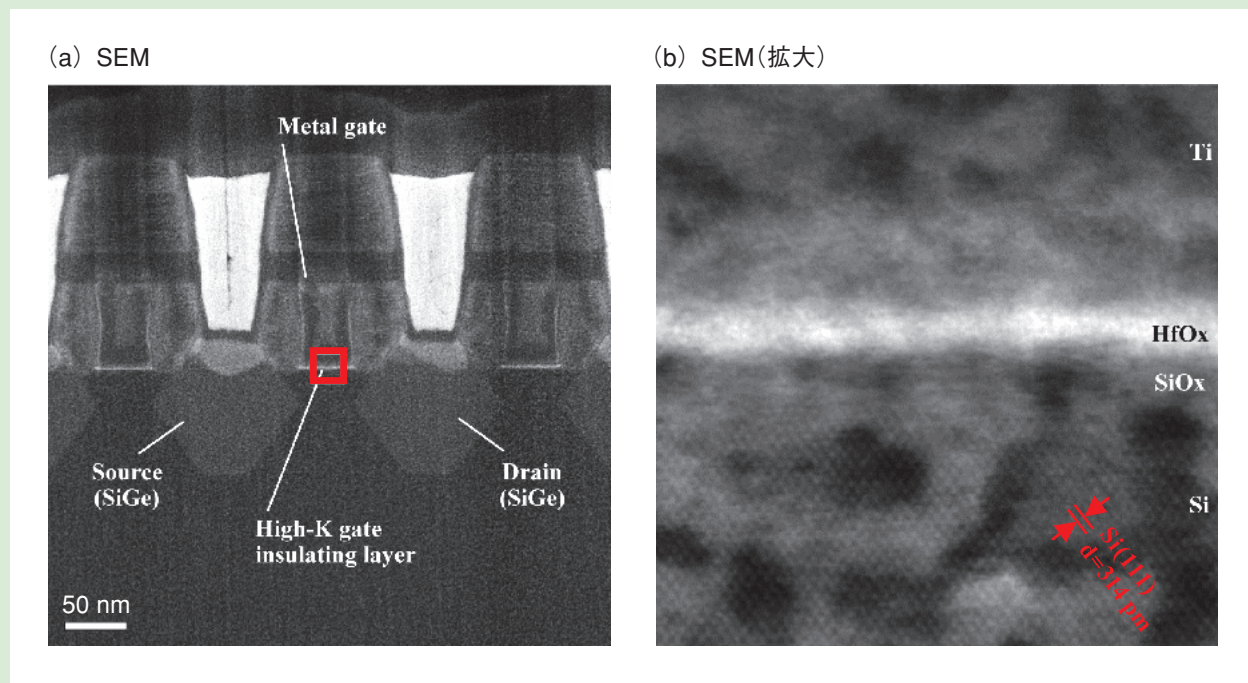 (a) SEM
(b) SEM(拡大)
Metal gate
Source
(SiGe)
Drain
(SiGe)
High-K gate
insulating layer
50 nm
Ti
HfOx
SiOx
Si
Si(111)
d=314 pm